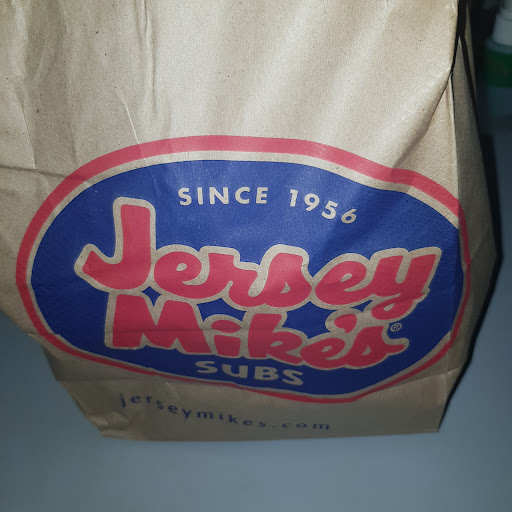 SINCE 1956
Jersey
Mike's®
SUBS
jerseymikes.com